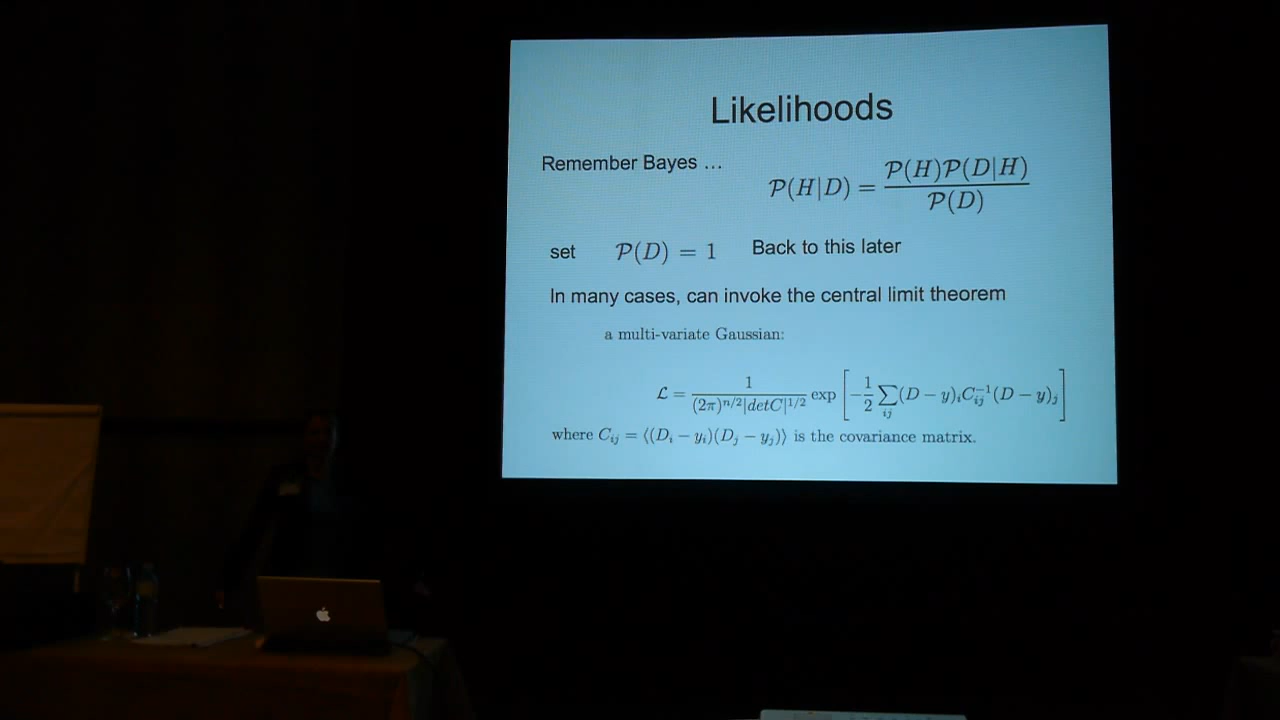 Likelihoods
Remember Bayes …
𝒫(H|D) = 𝒫(H)𝒫(D|H) / 𝒫(D)
set 𝒫(D) = 1 Back to this later
In many cases, can invoke the central limit theorem
a multi-variate Gaussian:
ℒ = 1 / (2π)^{n/2}|detC|^{1/2} exp [ −1/2 ∑_{ij} (D − y)_i C_{ij}^{−1} (D − y)_j ]
where C_{ij} = ⟨(D_i − y_i)(D_j − y_j)⟩ is the covariance matrix.